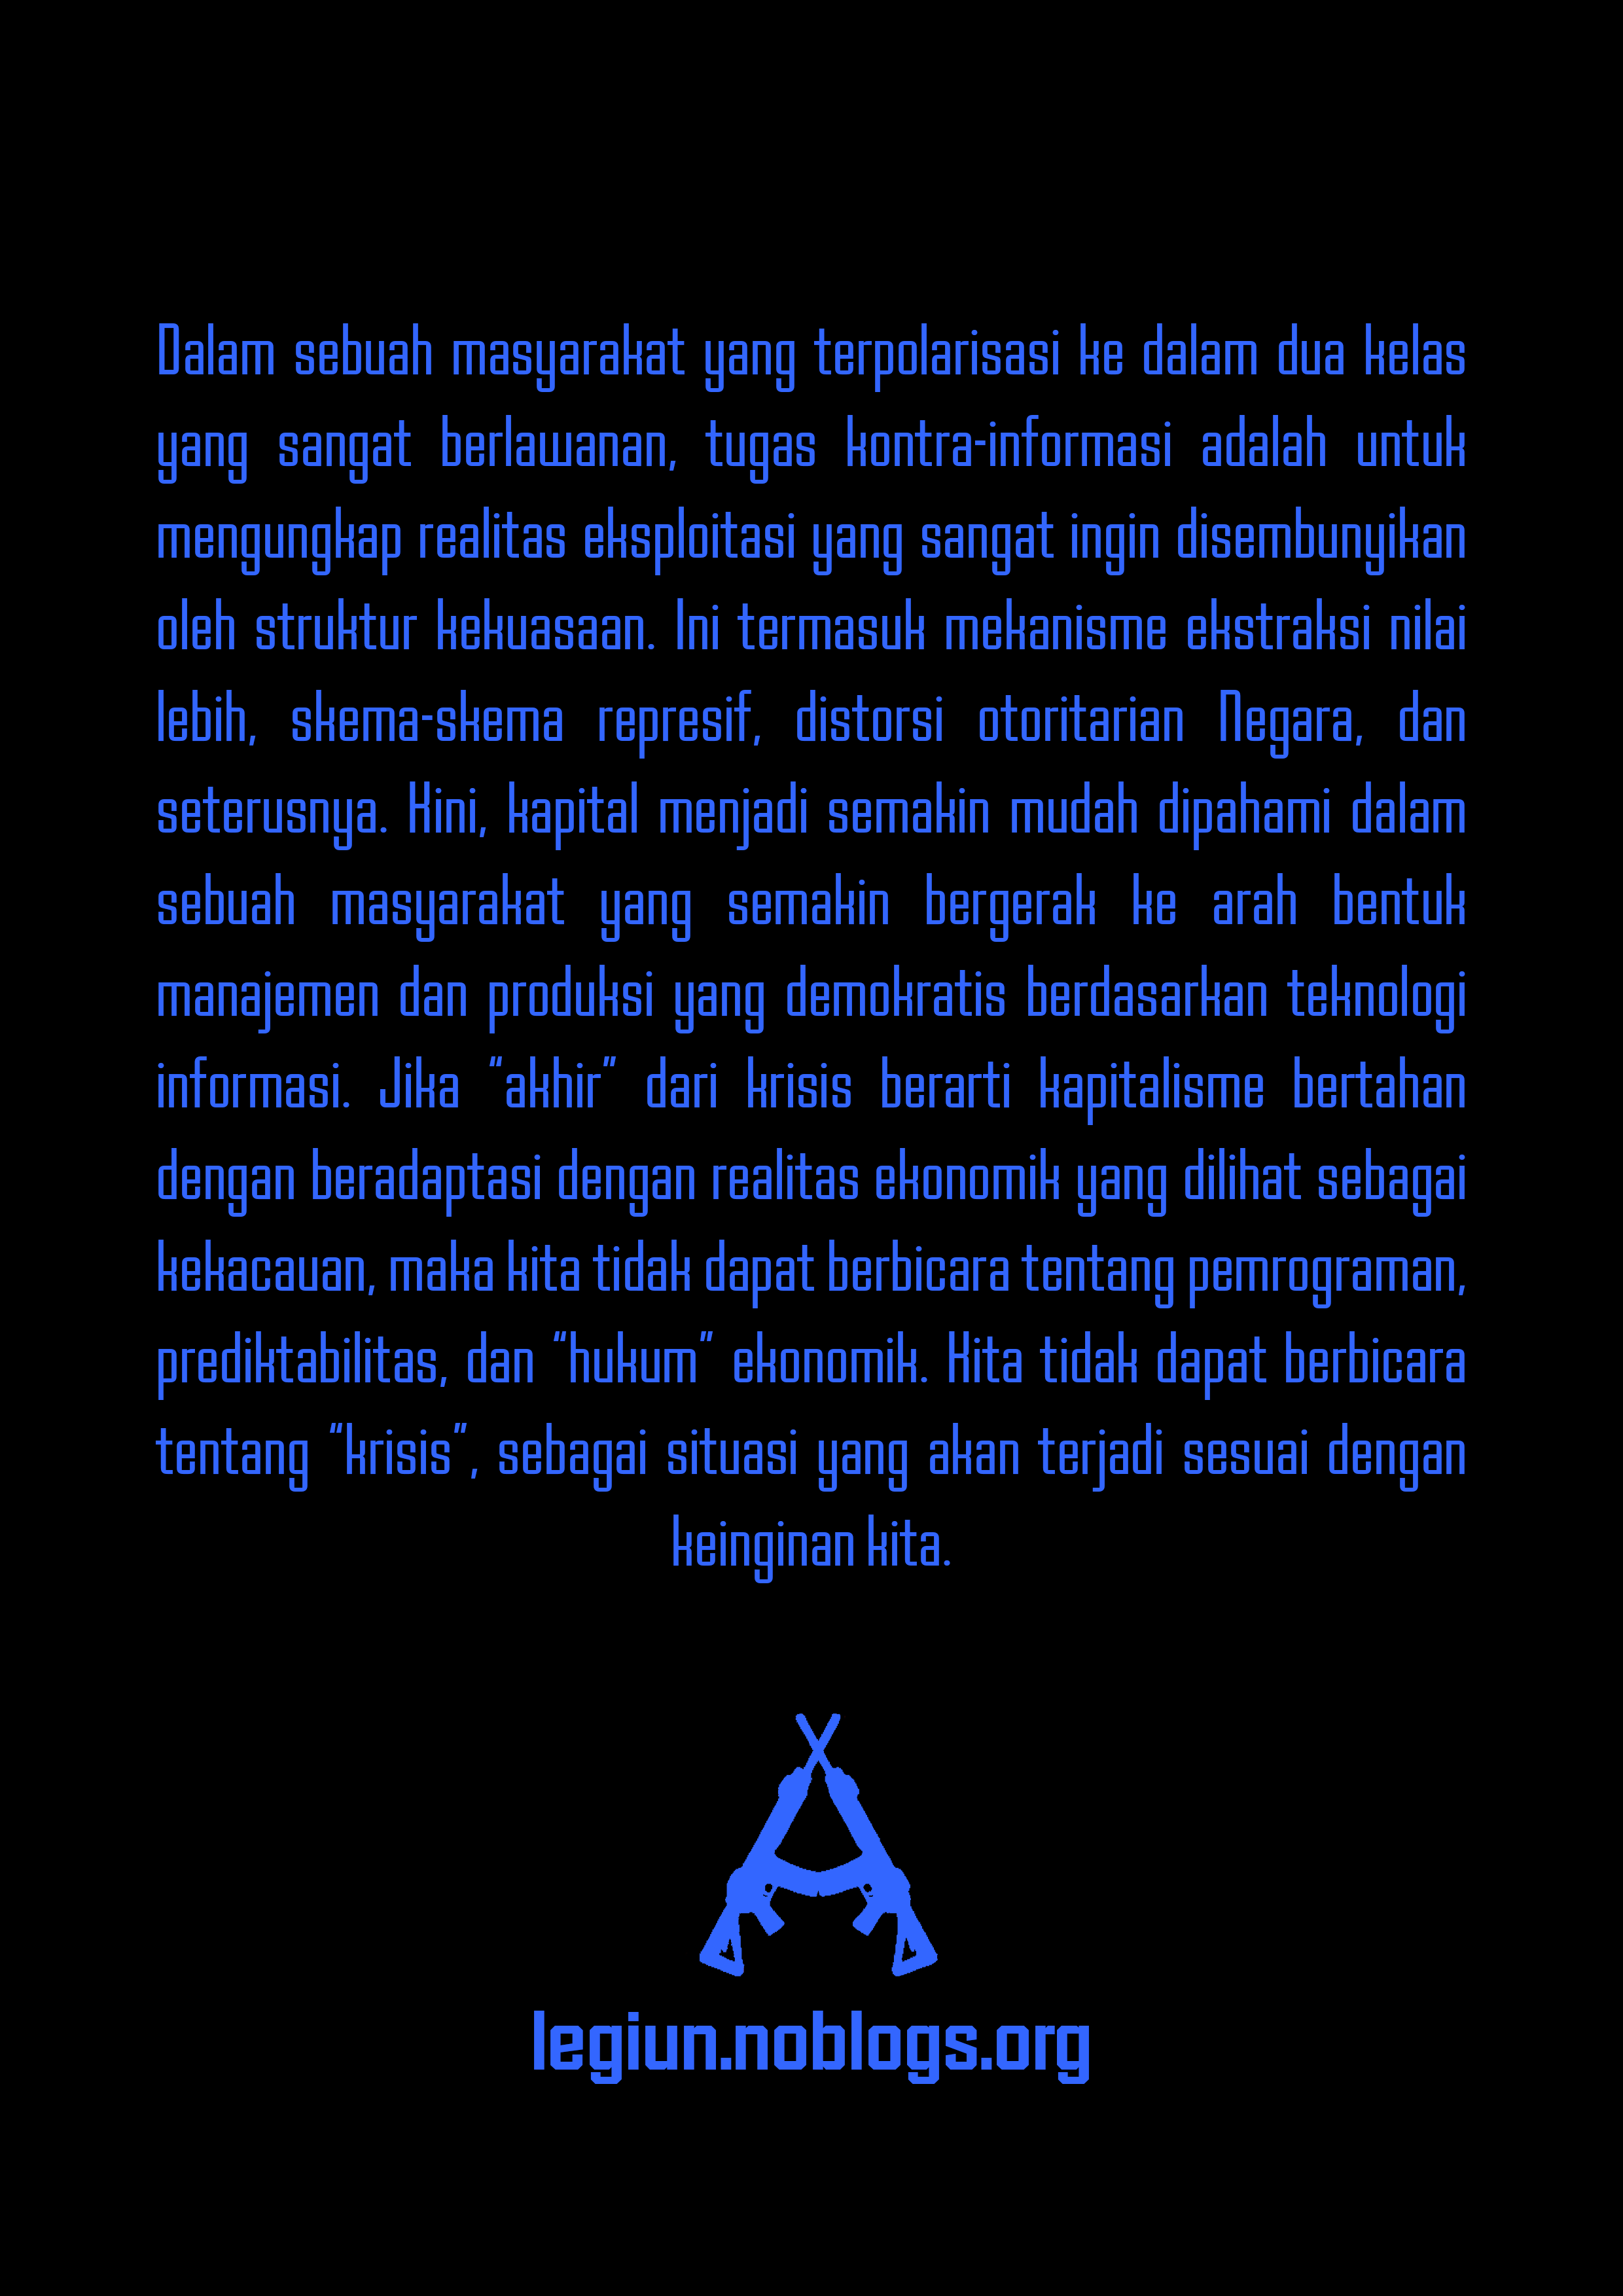 Dalam sebuah masyarakat yang terpolarisasi ke dalam dua kelas
yang sangat berlawanan, tugas kontra-informasi adalah untuk
mengungkap realitas eksploitasi yang sangat ingin disembunyikan
oleh struktur kekuasaan. Ini termasuk mekanisme ekstraksi nilai
lebih, skema-skema represif, distorsi otoritarian Negara, dan
seterusnya. Kini, kapital menjadi semakin mudah dipahami dalam
sebuah masyarakat yang semakin bergerak ke arah bentuk
manajemen dan produksi yang demokratis berdasarkan teknologi
informasi. Jika “akhir” dari krisis berarti kapitalisme bertahan
dengan beradaptasi dengan realitas ekonomik yang dilihat sebagai
kekacauan, maka kita tidak dapat berbicara tentang pemrograman,
prediktabilitas, dan “hukum” ekonomik. Kita tidak dapat berbicara
tentang “krisis”, sebagai situasi yang akan terjadi sesuai dengan
keinginan kita.
legiun.noblogs.org